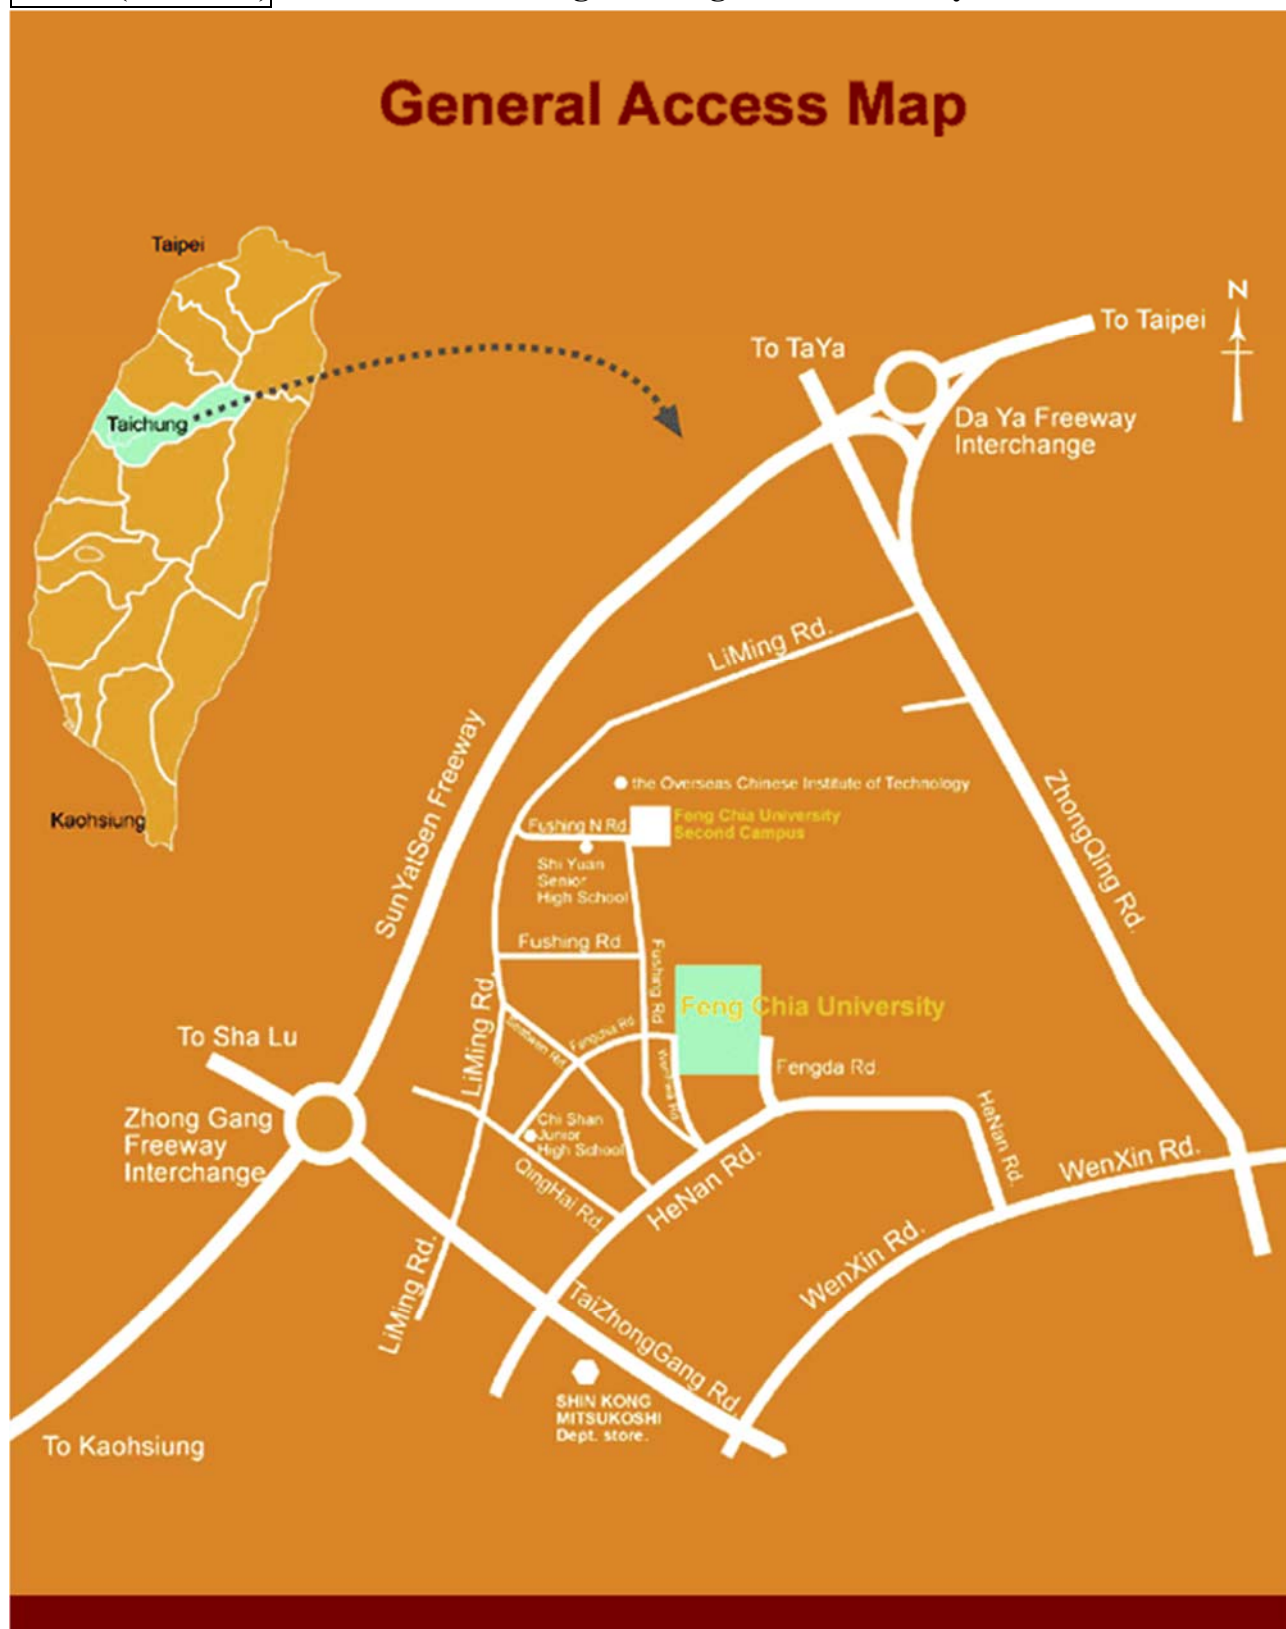 General Access Map
Taipei
N
To Taipei
To TaYa
Da Ya Freeway
Interchange
Taichung
LiMing Rd.
SunYatSen Freeway
ZhongQing Rd.
the Overseas Chinese Institute of Technology
Feng Chia University
Second Campus
Fushing N Rd.
Kaohsiung
Shi Yuan
Senior
High School
Fushing Rd
Fushing Rd
Feng Chia University
LiMing Rd.
Fengchia Rd.
To Sha Lu
Fengda Rd.
Zhong Gang
Freeway
Interchange
Chi Shan
Junior
High School
HeNan Rd.
WenXin Rd.
QingHai Rd.
HeNan Rd.
WenXin Rd.
LiMing Rd.
TaiZhongGang Rd.
SHIN KONG
MITSUKOSHI
Dept. store.
To Kaohsiung